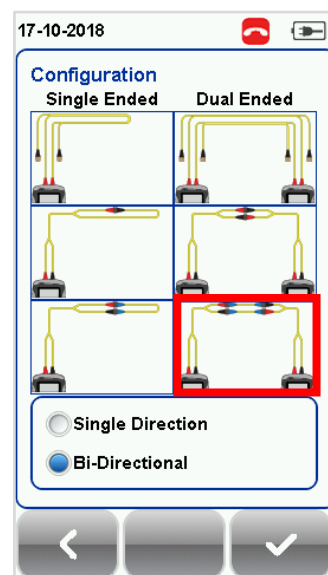 17-10-2018
Configuration
Single Ended Dual Ended
Single Direction
Bi-Directional